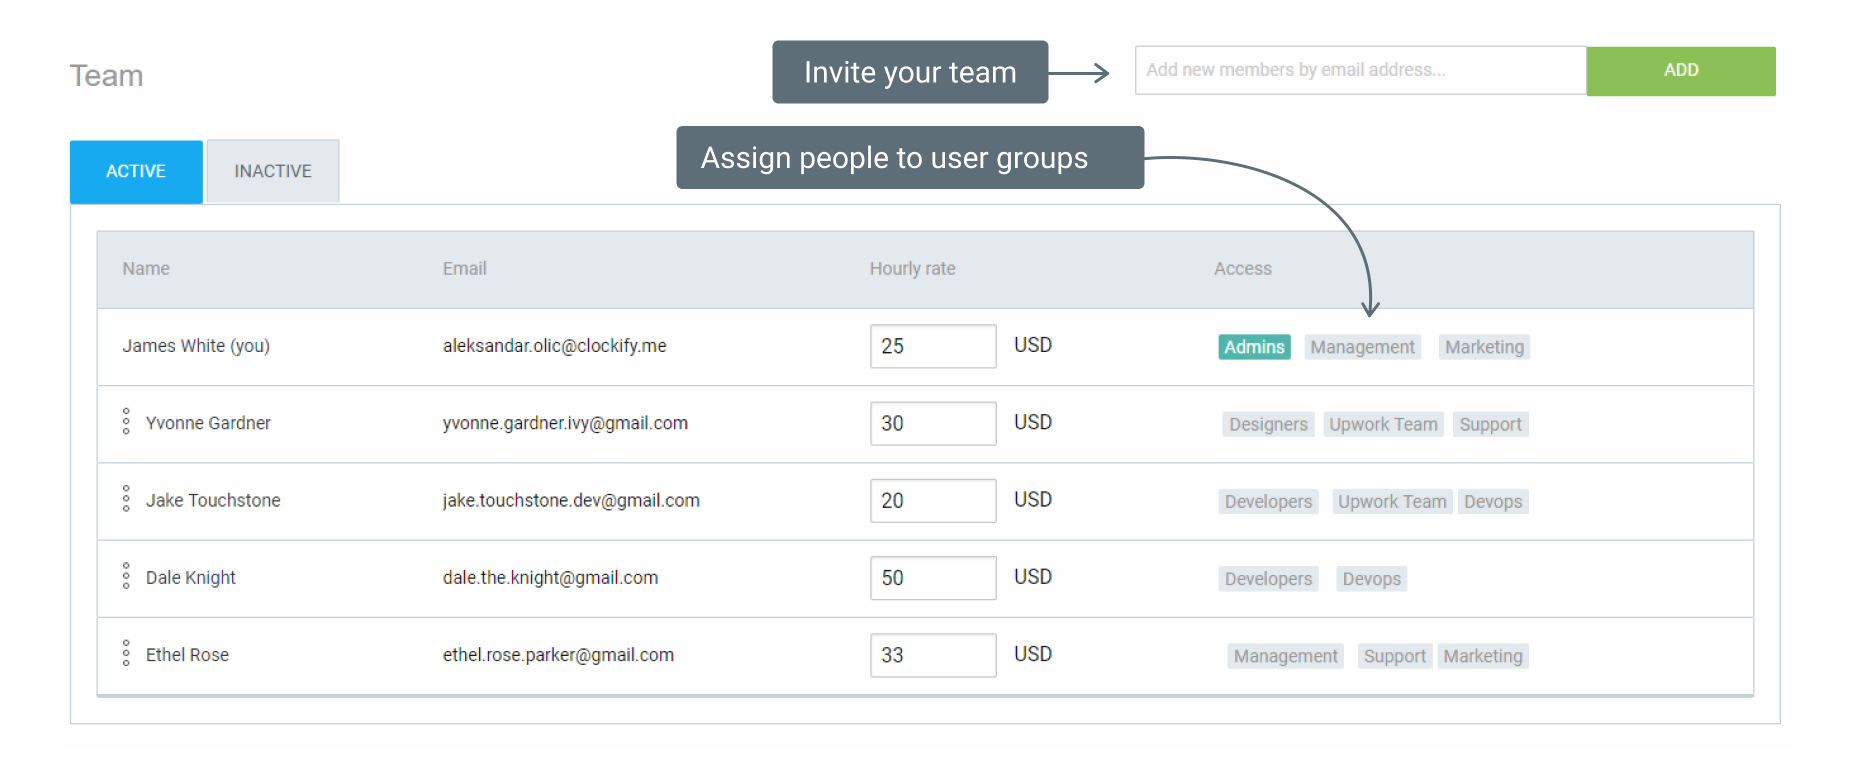 Team
Invite your team
Add new members by email address...
ADD
Assign people to user groups
ACTIVE
INACTIVE
Name Email Hourly rate Access
James White (you) aleksandar.olic@clockify.me 25 USD Admins Management Marketing
Yvonne Gardner yvonne.gardner.ivy@gmail.com 30 USD Designers Upwork Team Support
Jake Touchstone jake.touchstone.dev@gmail.com 20 USD Developers Upwork Team Devops
Dale Knight dale.the.knight@gmail.com 50 USD Developers Devops
Ethel Rose ethel.rose.parker@gmail.com 33 USD Management Support Marketing